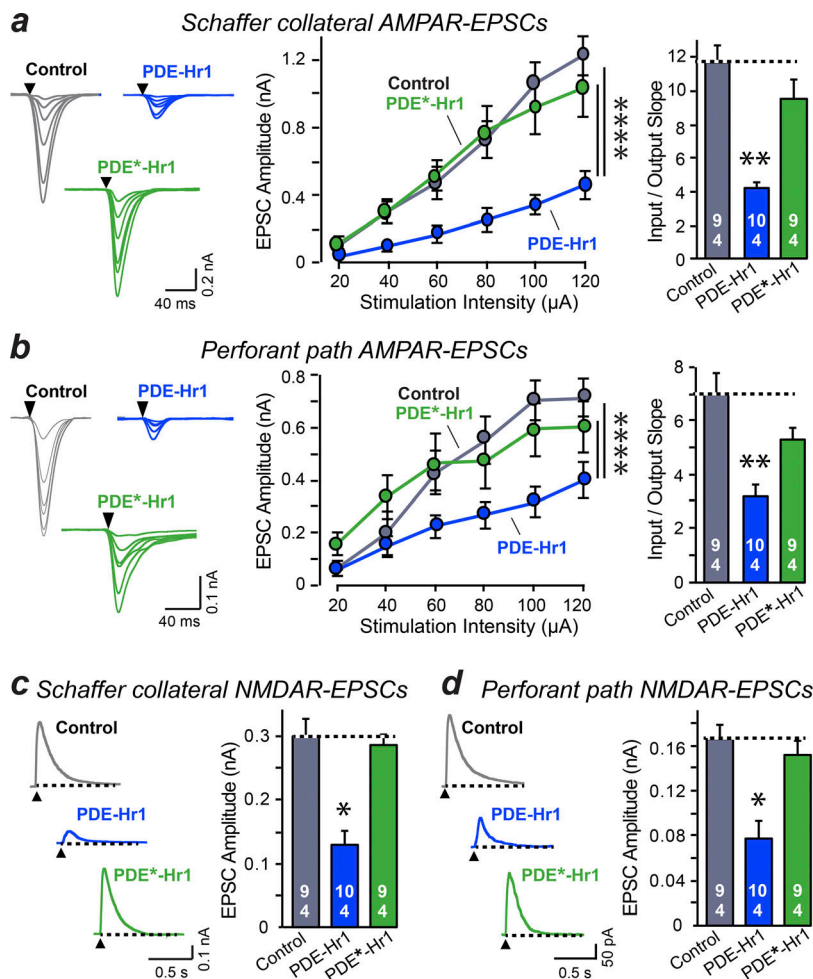 a Schaffer collateral AMPAR-EPSCs
Control
PDE-Hr1
PDE*-Hr1
0.2 nA
40 ms
EPSC Amplitude (nA)
1.2
0.8
0.4
0
Control
PDE*-Hr1
PDE-Hr1
****
20 40 60 80 100 120
Stimulation Intensity (µA)
Input / Output Slope
12
10
8
6
4
2
0
**
9 10 9
4 4 4
Control
PDE-Hr1
PDE*-Hr1
b Perforant path AMPAR-EPSCs
Control
PDE-Hr1
PDE*-Hr1
0.1 nA
40 ms
EPSC Amplitude (nA)
0.8
0.6
0.4
0.2
0
Control
PDE*-Hr1
PDE-Hr1
****
20 40 60 80 100 120
Stimulation Intensity (µA)
Input / Output Slope
8
6
4
2
0
**
9 10 9
4 4 4
Control
PDE-Hr1
PDE*-Hr1
c Schaffer collateral NMDAR-EPSCs
Control
PDE-Hr1
PDE*-Hr1
0.1 nA
0.5 s
EPSC Amplitude (nA)
0.3
0.2
0.1
0
*
9 10 9
4 4 4
Control
PDE-Hr1
PDE*-Hr1
d Perforant path NMDAR-EPSCs
Control
PDE-Hr1
PDE*-Hr1
50 pA
0.5 s
EPSC Amplitude (nA)
0.16
0.12
0.08
0.04
0
*
9 10 9
4 4 4
Control
PDE-Hr1
PDE*-Hr1